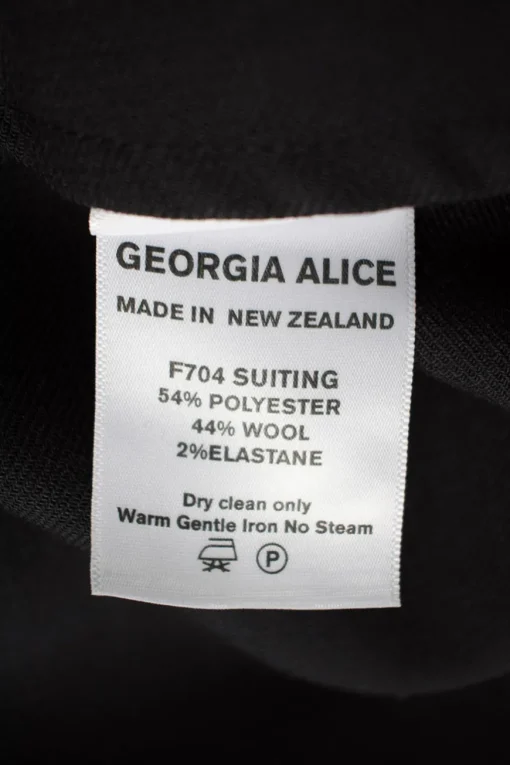 GEORGIA ALICE
MADE IN NEW ZEALAND
F704 SUITING
54% POLYESTER
44% WOOL
2%ELASTANE
Dry clean only
Warm Gentle Iron No Steam
P